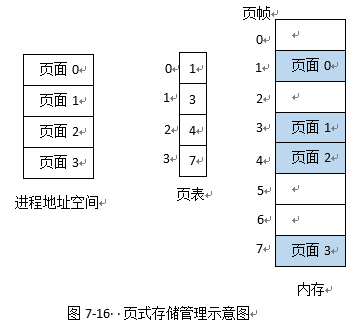 页帧
0
1 页面 0
2
3 页面 1
4 页面 2
5
6
7 页面 3
内存
页面 0
页面 1
页面 2
页面 3
进程地址空间
0 1
1 3
2 4
3 7
页表
图 7-16··页式存储管理示意图